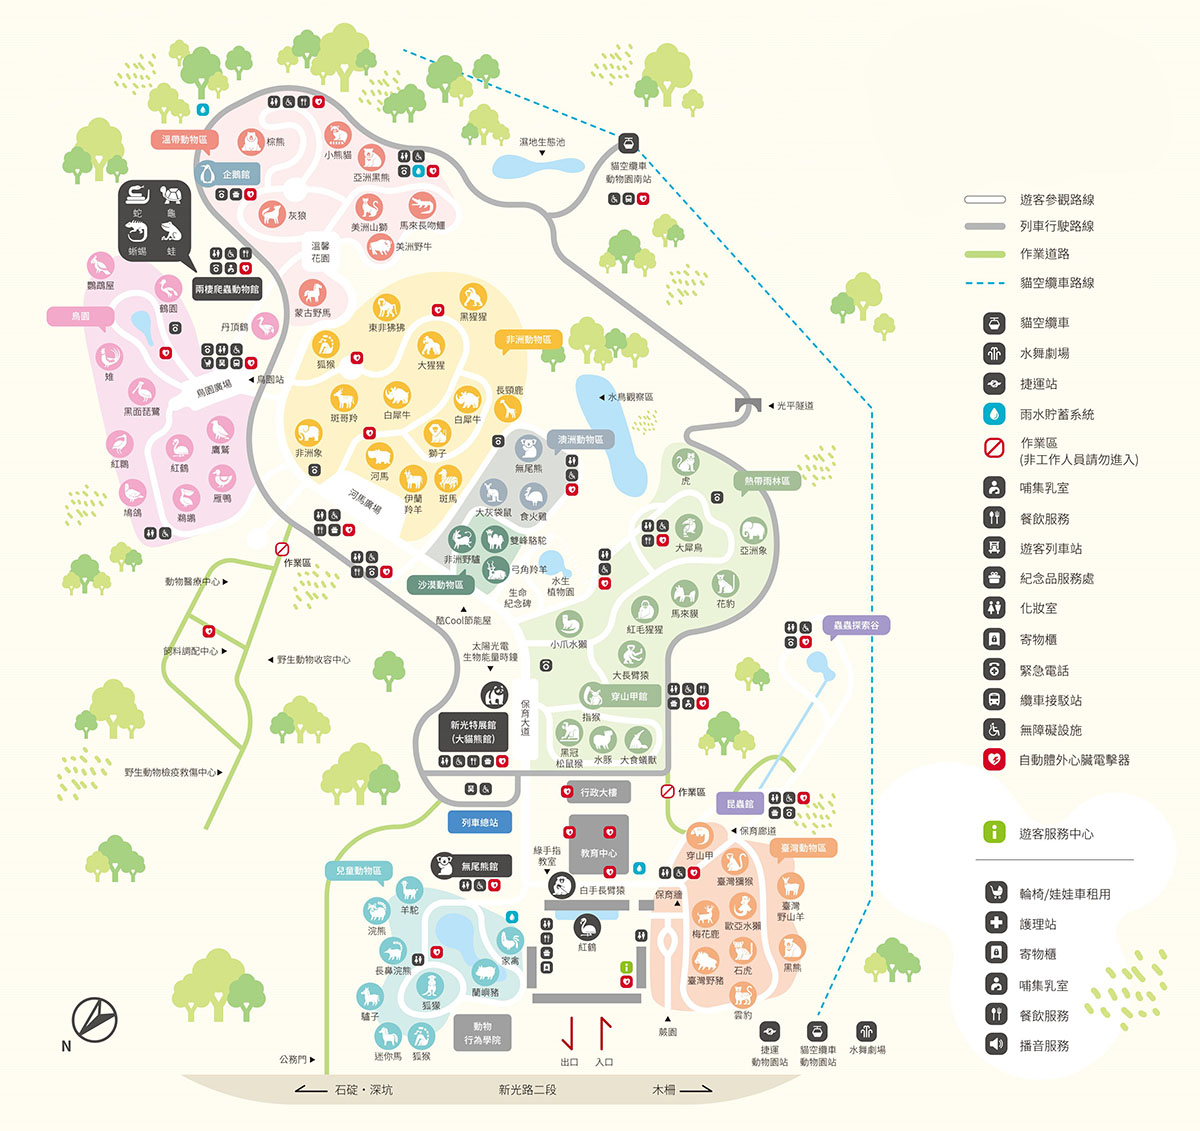 溫帶動物區
棕熊
小熊貓
亞洲黑熊
企鵝館
灰狼
美洲山獅
馬來長吻鱷
美洲野牛
溫馨
花園
蒙古野馬
濕地生態池
貓空纜車
動物園南站
蛇
龜
蜥蜴
蛙
兩棲爬蟲動物館
鸚鵡屋
鶴園
鳥園
丹頂鶴
雉
黑面琵鷺
鳥園廣場
鳥園站
紅鶴
鷹鷲
鴆鴿
鵜鶘
雁鴨
東非狒狒
黑猩猩
狐猴
大猩猩
非洲動物區
斑哥羚
白犀牛
白犀牛
長頸鹿
非洲象
獅子
河馬
伊蘭
羚羊
斑馬
河馬廣場
水鳥觀察區
光平隧道
澳洲動物區
無尾熊
大灰袋鼠
食火雞
非洲野驢
雙峰駱駝
弓角羚羊
沙漠動物區
生命
紀念碑
水生
植物園
酷Cool節能屋
太陽光電
生物能量時鐘
熱帶雨林區
虎
大犀鳥
亞洲象
花豹
馬來貘
紅毛猩猩
小爪水獺
大長臂猿
穿山甲館
指猴
黑冠
松鼠猴
水豚
大食蟻獸
蟲蟲探索谷
作業區
動物醫療中心
飼料調配中心
野生動物收容中心
野生動物檢疫救傷中心
新光特展館
(大貓熊館)
保育大道
列車總站
行政大樓
教育中心
作業區
昆蟲館
保育廊道
臺灣動物區
穿山甲
臺灣獼猴
臺灣
野山羊
保育牆
梅花鹿
歐亞水獺
臺灣野豬
石虎
黑熊
雲豹
蕨園
綠手指
教室
白手長臂猿
紅鶴
無尾熊館
兒童動物區
羊駝
浣熊
長鼻浣熊
家禽
狐獴
蘭嶼豬
驢子
迷你馬
狐猴
動物
行為學院
公務門
出口
入口
捷運
動物園站
貓空纜車
動物園站
水舞劇場
N
石碇・深坑
新光路二段
木柵
遊客參觀路線
列車行駛路線
作業道路
貓空纜車路線
貓空纜車
水舞劇場
捷運站
雨水貯蓄系統
作業區
(非工作人員請勿進入)
哺集乳室
餐飲服務
遊客列車站
紀念品服務處
化妝室
寄物櫃
緊急電話
纜車接駁站
無障礙設施
自動體外心臟電擊器
遊客服務中心
輪椅/娃娃車租用
護理站
寄物櫃
哺集乳室
餐飲服務
播音服務